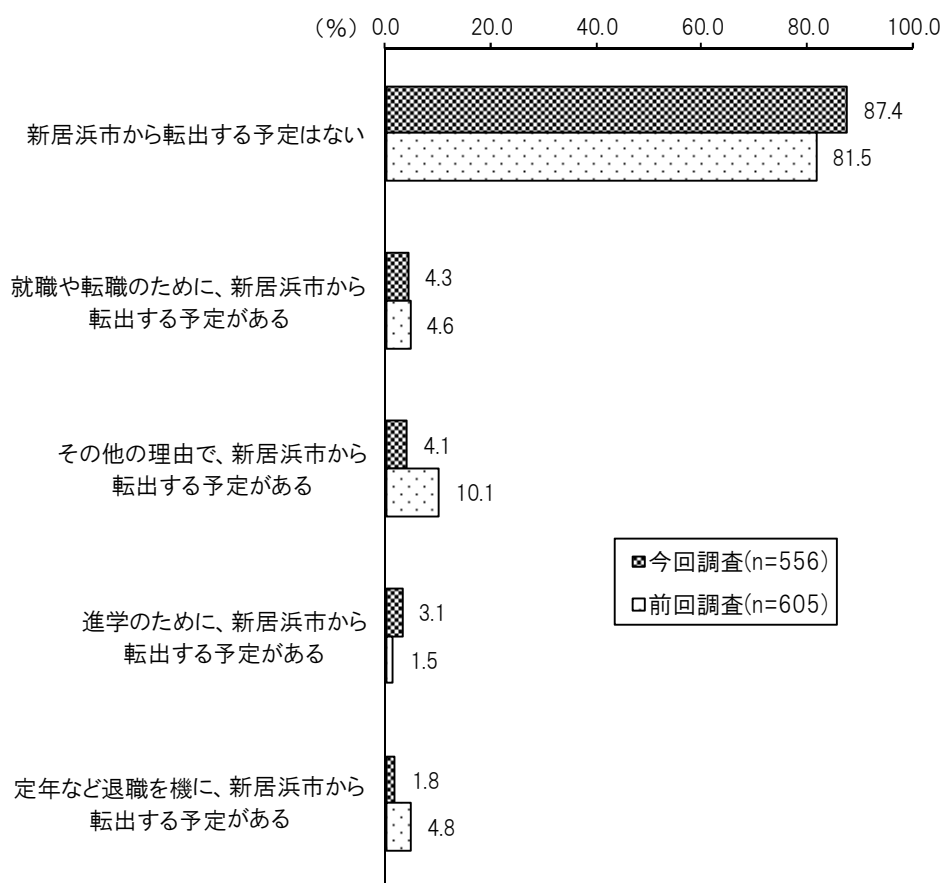 （％） 0.0 20.0 40.0 60.0 80.0 100.0
新居浜市から転出する予定はない
87.4
81.5
就職や転職のために、新居浜市から
転出する予定がある
4.3
4.6
その他の理由で、新居浜市から
転出する予定がある
4.1
10.1
進学のために、新居浜市から
転出する予定がある
3.1
1.5
定年など退職を機に、新居浜市から
転出する予定がある
1.8
4.8
今回調査(n=556)
前回調査(n=605)